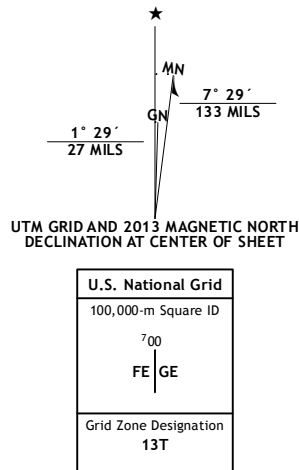 ★
MN
GN
7° 29´
133 MILS
1° 29´
27 MILS
UTM GRID AND 2013 MAGNETIC NORTH
DECLINATION AT CENTER OF SHEET
U.S. National Grid
100,000-m Square ID
⁷00
FE GE
Grid Zone Designation
13T